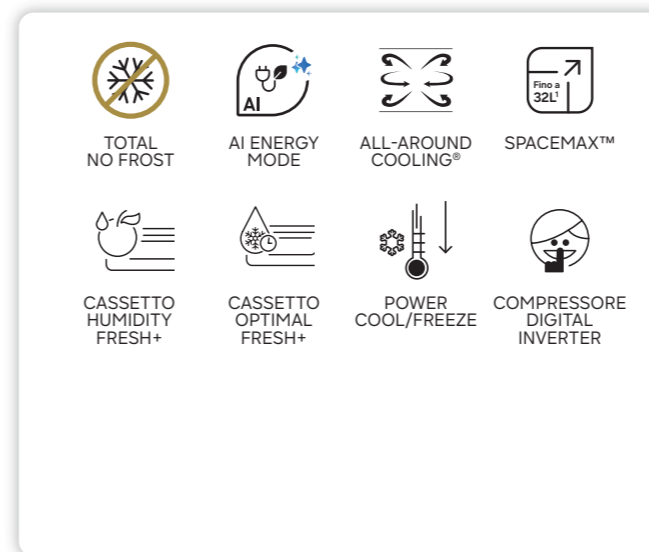 AI
Fino a
32L¹
TOTAL
NO FROST
AI ENERGY
MODE
ALL-AROUND
COOLING®
SPACEMAX™
CASSETTO
HUMIDITY
FRESH+
CASSETTO
OPTIMAL
FRESH+
POWER
COOL/FREEZE
COMPRESSORE
DIGITAL
INVERTER